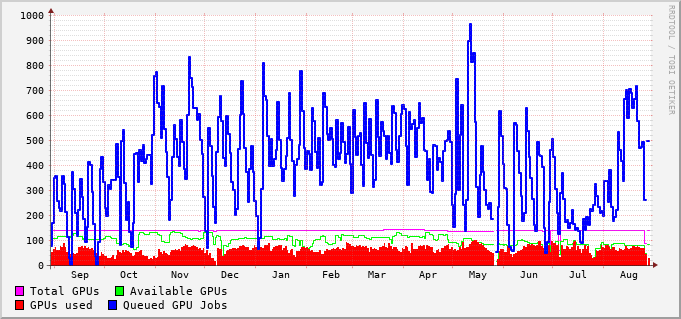 1000
900
800
700
600
500
400
300
200
100
0
Sep Oct Nov Dec Jan Feb Mar Apr May Jun Jul Aug
Total GPUs Available GPUs
GPUs used Queued GPU Jobs
RRDTOOL / TOBI OETIKER